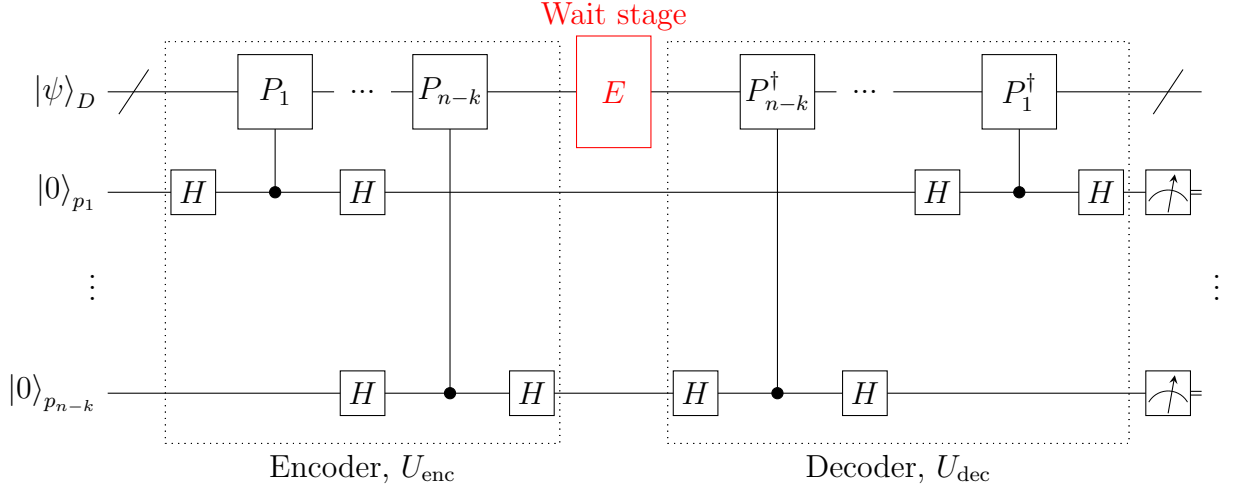 Wait stage
|ψ⟩_D P_1 ... P_{n−k} E P†_{n−k} ... P†_1
|0⟩_{p_1} H H H H
⋮ ⋮
|0⟩_{p_{n−k}} H H H H
Encoder, U_enc Decoder, U_dec